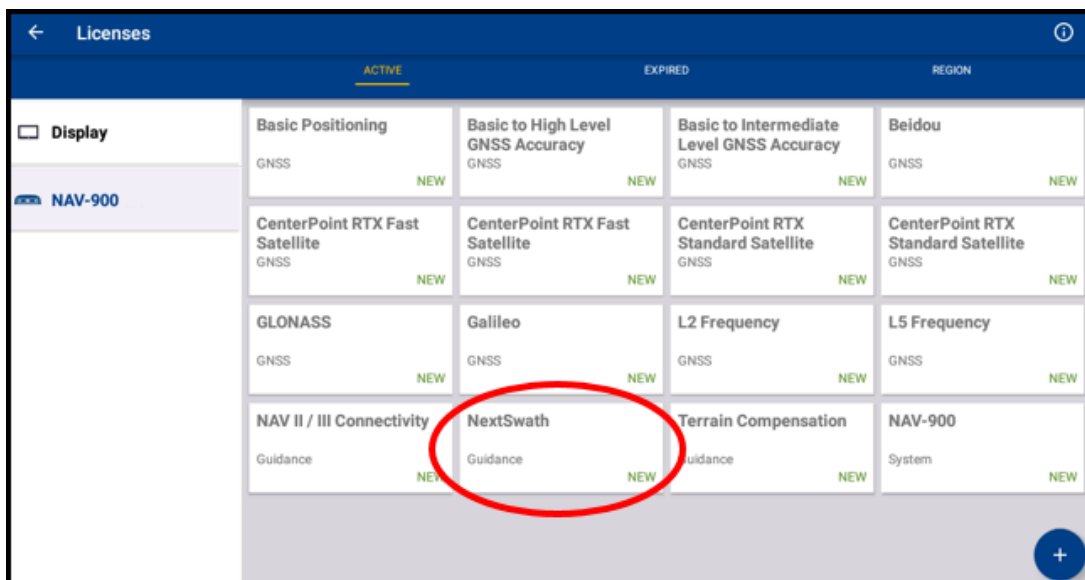 Licenses
ACTIVE
EXPIRED
REGION
Display
NAV-900
Basic Positioning
GNSS
NEW
Basic to High Level
GNSS Accuracy
GNSS
NEW
Basic to Intermediate
Level GNSS Accuracy
GNSS
NEW
Beidou
GNSS
NEW
CenterPoint RTX Fast
Satellite
GNSS
NEW
CenterPoint RTX Fast
Satellite
GNSS
NEW
CenterPoint RTX
Standard Satellite
GNSS
NEW
CenterPoint RTX
Standard Satellite
GNSS
NEW
GLONASS
GNSS
NEW
Galileo
GNSS
NEW
L2 Frequency
GNSS
NEW
L5 Frequency
GNSS
NEW
NAV II / III Connectivity
Guidance
NEW
NextSwath
Guidance
NEW
Terrain Compensation
Guidance
NEW
NAV-900
System
NEW